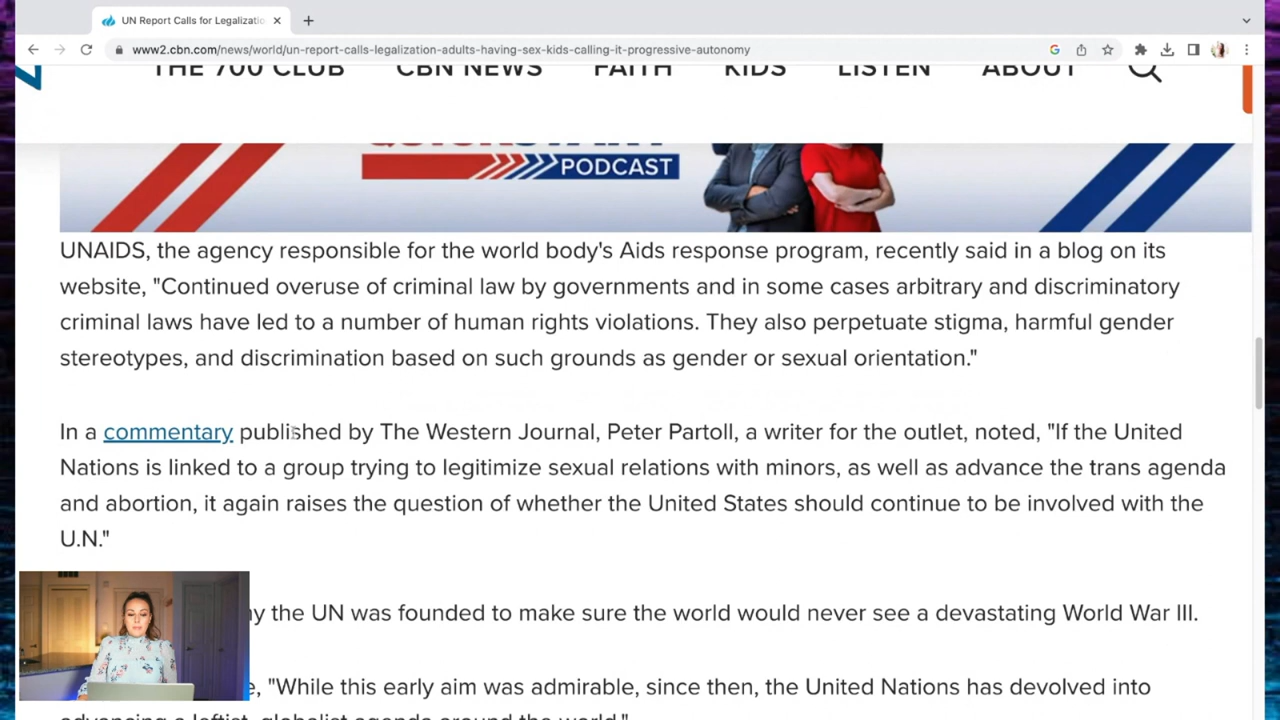 UN Report Calls for Legalizatio
www2.cbn.com/news/world/un-report-calls-legalization-adults-having-sex-kids-calling-it-progressive-autonomy
THE 700 CLUB CBN NEWS FAITH KIDS LISTEN ABOUT
PODCAST
UNAIDS, the agency responsible for the world body's Aids response program, recently said in a blog on its
website, "Continued overuse of criminal law by governments and in some cases arbitrary and discriminatory
criminal laws have led to a number of human rights violations. They also perpetuate stigma, harmful gender
stereotypes, and discrimination based on such grounds as gender or sexual orientation."
In a commentary published by The Western Journal, Peter Partoll, a writer for the outlet, noted, "If the United
Nations is linked to a group trying to legitimize sexual relations with minors, as well as advance the trans agenda
and abortion, it again raises the question of whether the United States should continue to be involved with the
U.N."
the UN was founded to make sure the world would never see a devastating World War III.
"While this early aim was admirable, since then, the United Nations has devolved into
advancing a leftist, globalist agenda around the world."